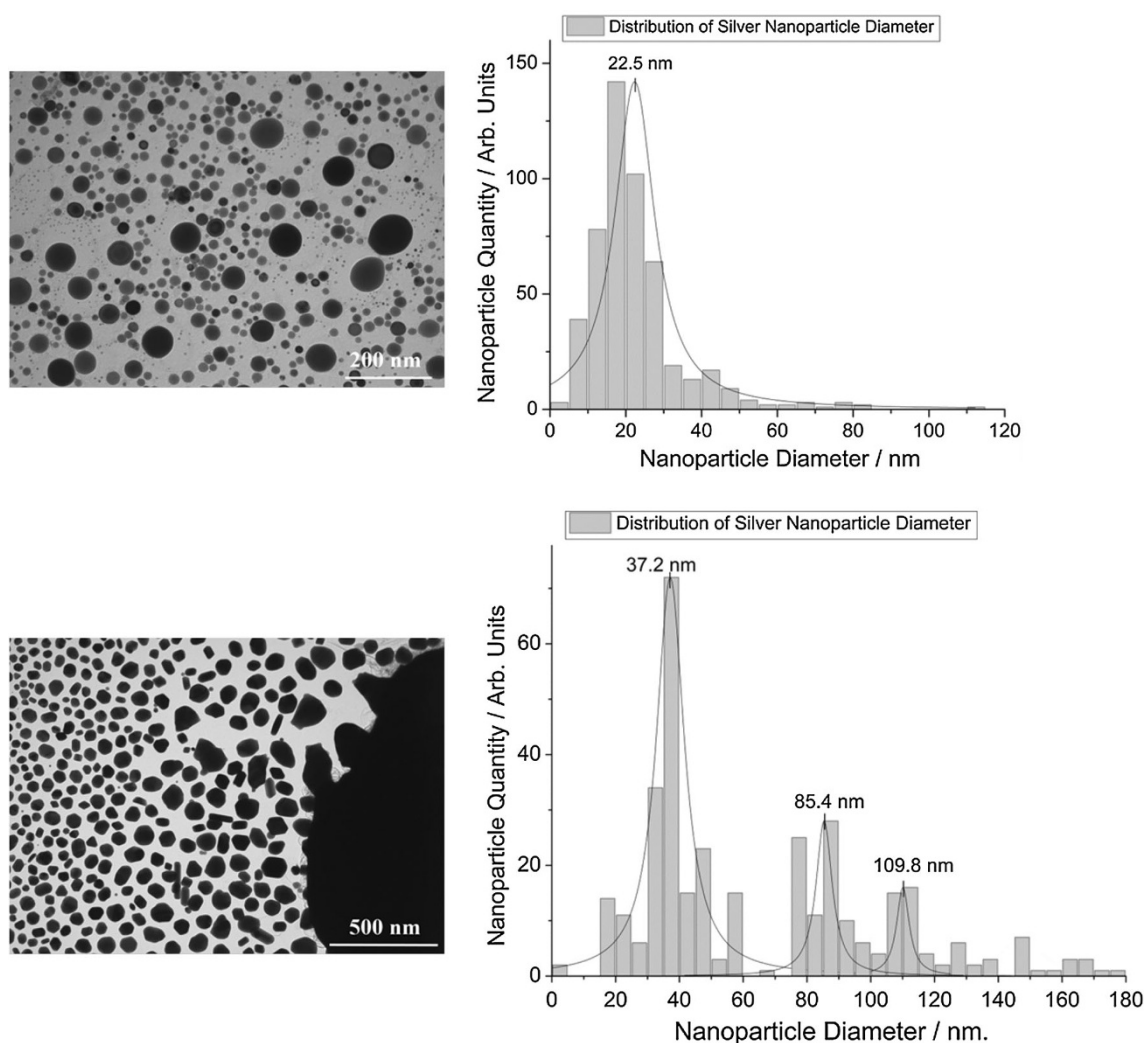 Distribution of Silver Nanoparticle Diameter
22.5 nm
150
100
50
0
Nanoparticle Quantity / Arb. Units
0 20 40 60 80 100 120
Nanoparticle Diameter / nm
200 nm
Distribution of Silver Nanoparticle Diameter
37.2 nm
85.4 nm
109.8 nm
60
40
20
0
Nanoparticle Quantity / Arb. Units
0 20 40 60 80 100 120 140 160 180
Nanoparticle Diameter / nm.
500 nm